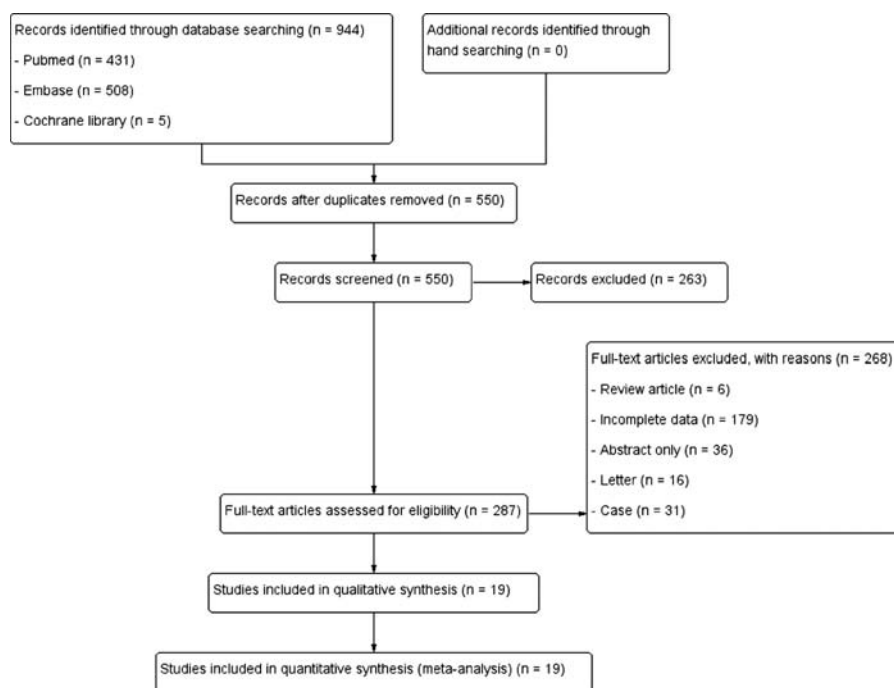 Records identified through database searching (n = 944)
- Pubmed (n = 431)
- Embase (n = 508)
- Cochrane library (n = 5)
Additional records identified through
hand searching (n = 0)
Records after duplicates removed (n = 550)
Records screened (n = 550)
Records excluded (n = 263)
Full-text articles excluded, with reasons (n = 268)
- Review article (n = 6)
- Incomplete data (n = 179)
- Abstract only (n = 36)
- Letter (n = 16)
- Case (n = 31)
Full-text articles assessed for eligibility (n = 287)
Studies included in qualitative synthesis (n = 19)
Studies included in quantitative synthesis (meta-analysis) (n = 19)